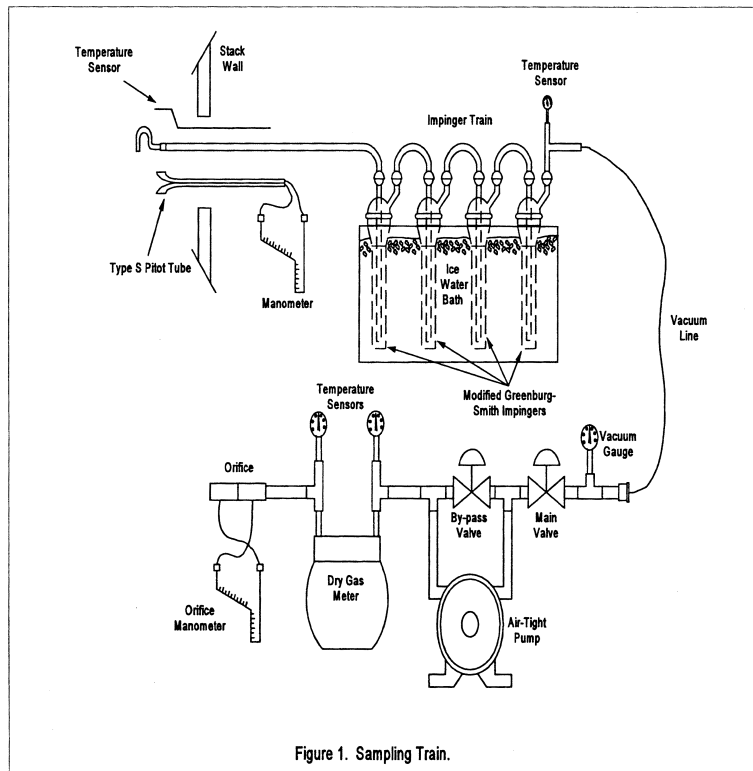 Temperature
Sensor
Stack
Wall
Temperature
Sensor
Impinger Train
Type S Pitot Tube
Manometer
Ice
Water
Bath
Vacuum
Line
Modified Greenburg-
Smith Impingers
Temperature
Sensors
Vacuum
Gauge
Orifice
By-pass
Valve
Main
Valve
Dry Gas
Meter
Orifice
Manometer
Air-Tight
Pump
Figure 1. Sampling Train.